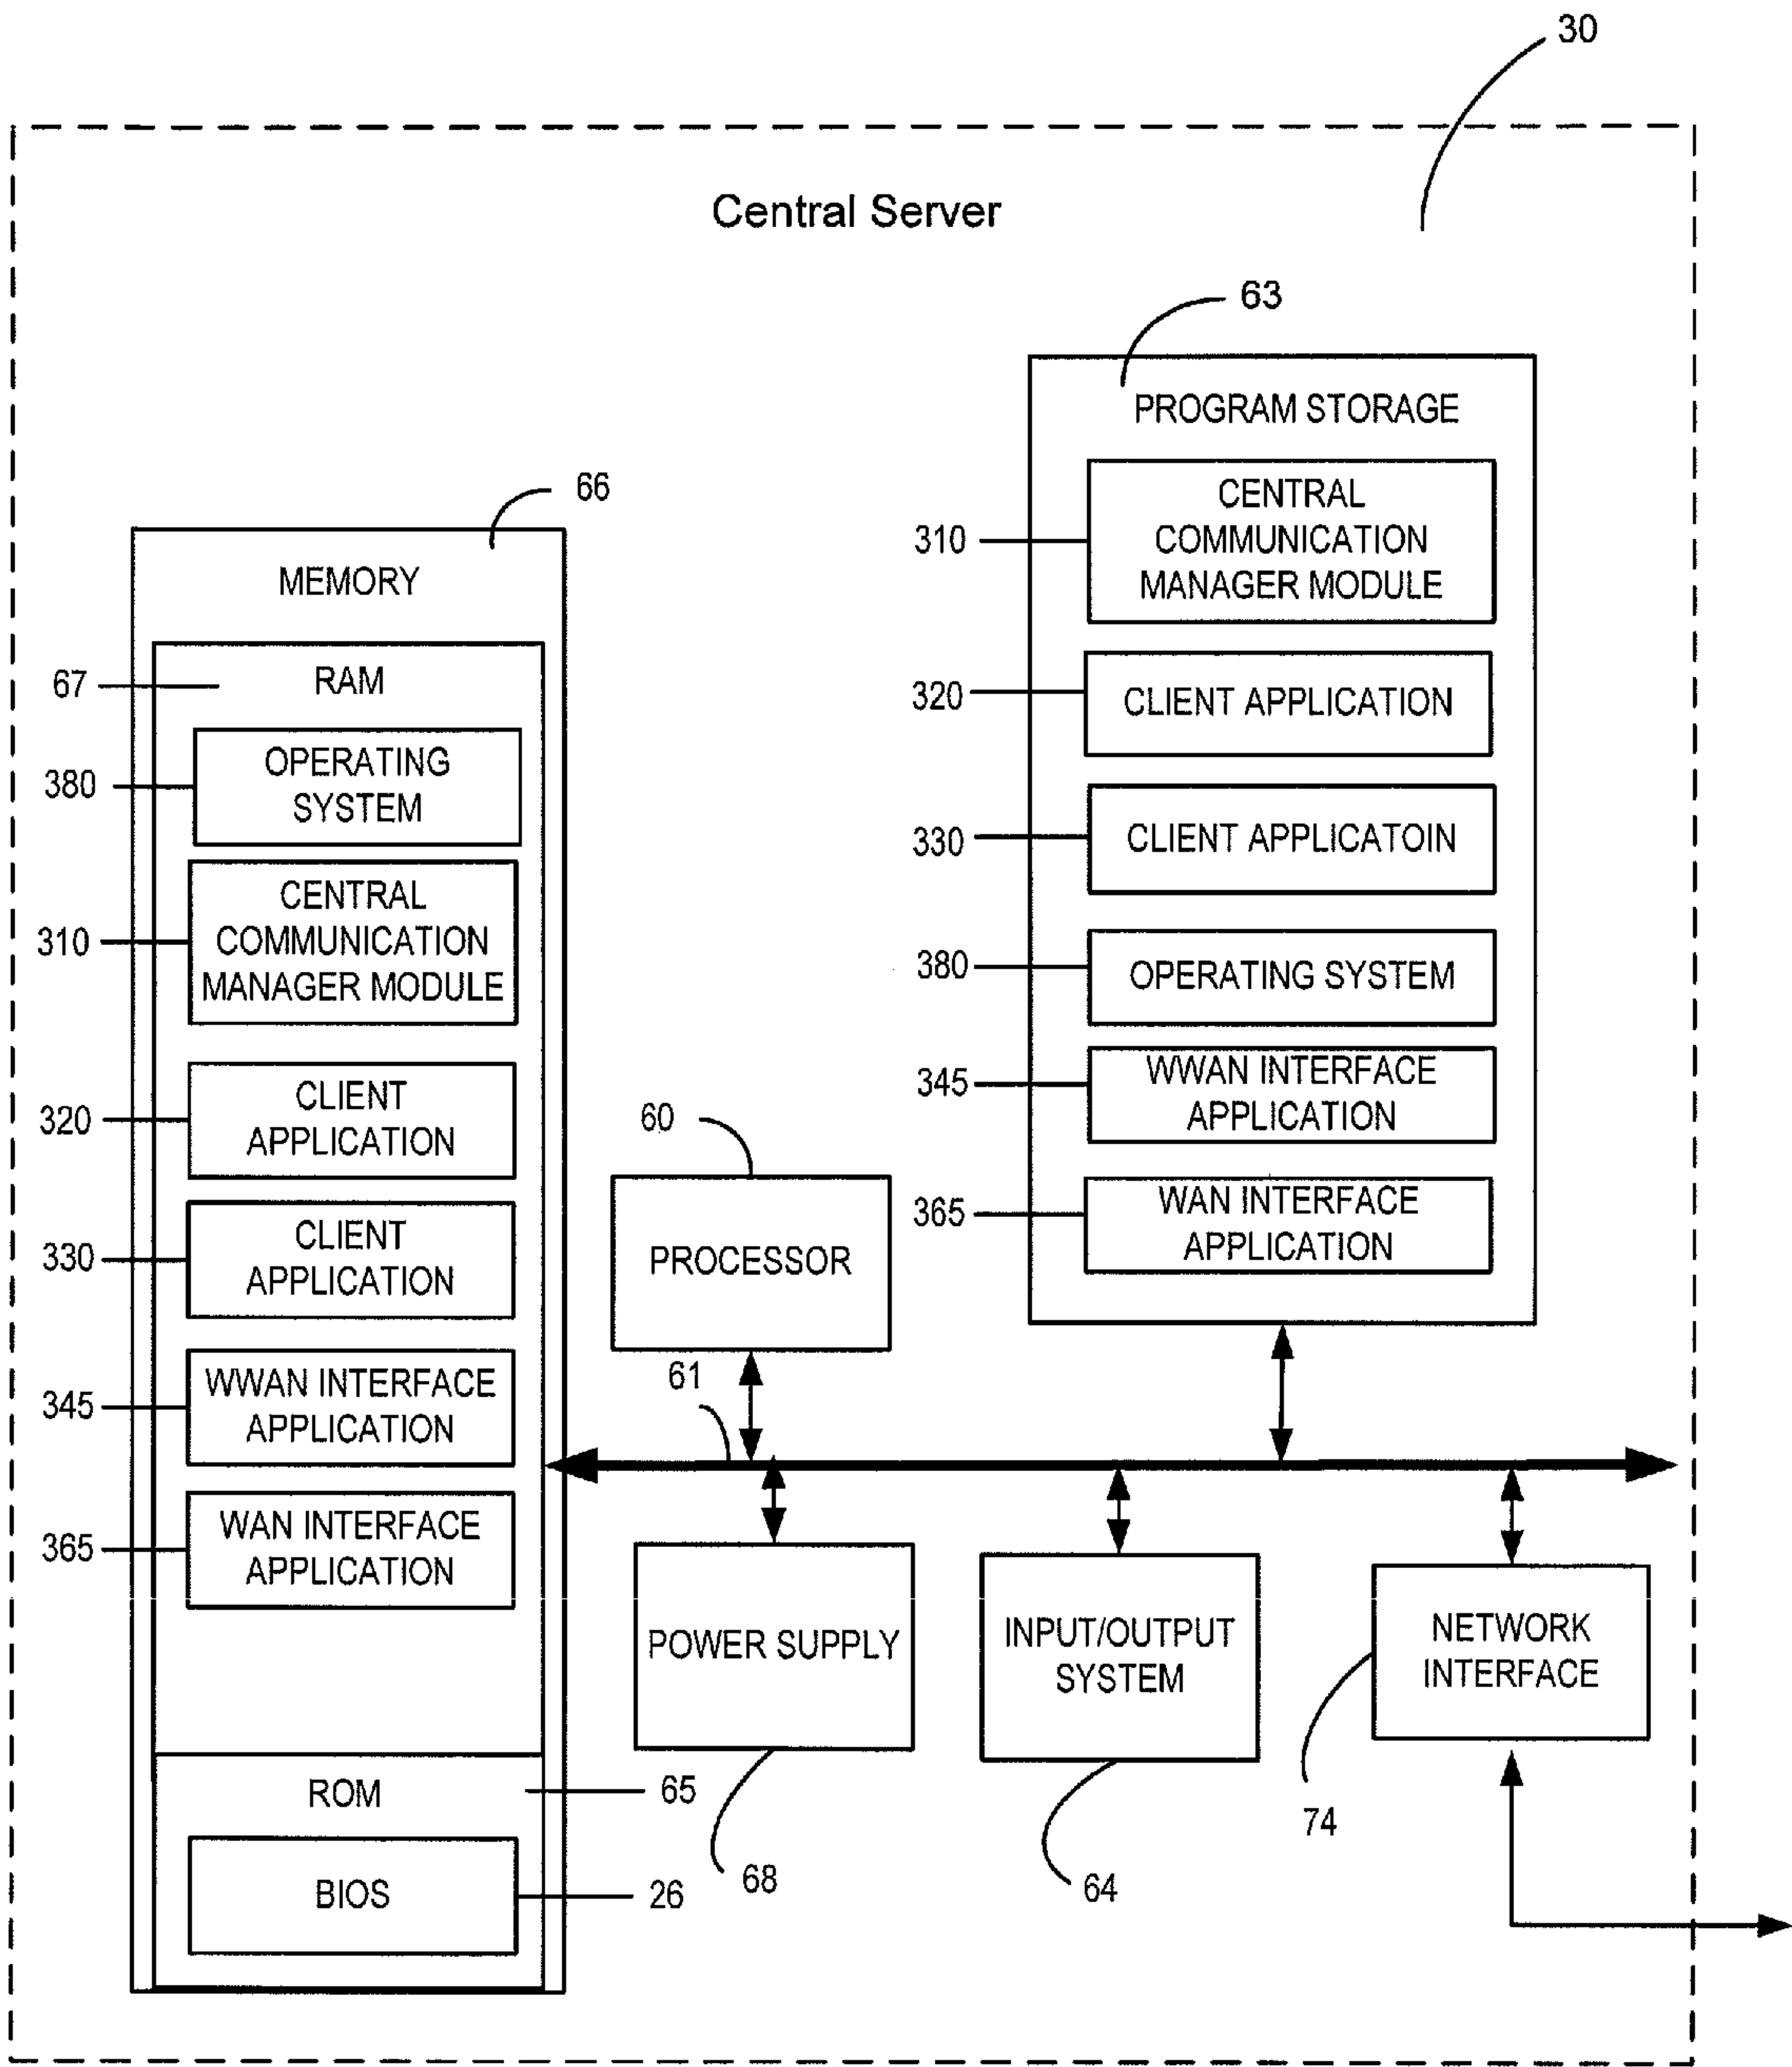 30
Central Server
63
PROGRAM STORAGE
310
CENTRAL
COMMUNICATION
MANAGER MODULE
320
CLIENT APPLICATION
330
CLIENT APPLICATOIN
380
OPERATING SYSTEM
345
WWAN INTERFACE
APPLICATION
365
WAN INTERFACE
APPLICATION
66
MEMORY
67
RAM
380
OPERATING
SYSTEM
310
CENTRAL
COMMUNICATION
MANAGER MODULE
320
CLIENT
APPLICATION
330
CLIENT
APPLICATION
345
WWAN INTERFACE
APPLICATION
365
WAN INTERFACE
APPLICATION
ROM
65
BIOS
26
60
PROCESSOR
61
POWER SUPPLY
68
INPUT/OUTPUT
SYSTEM
64
NETWORK
INTERFACE
74